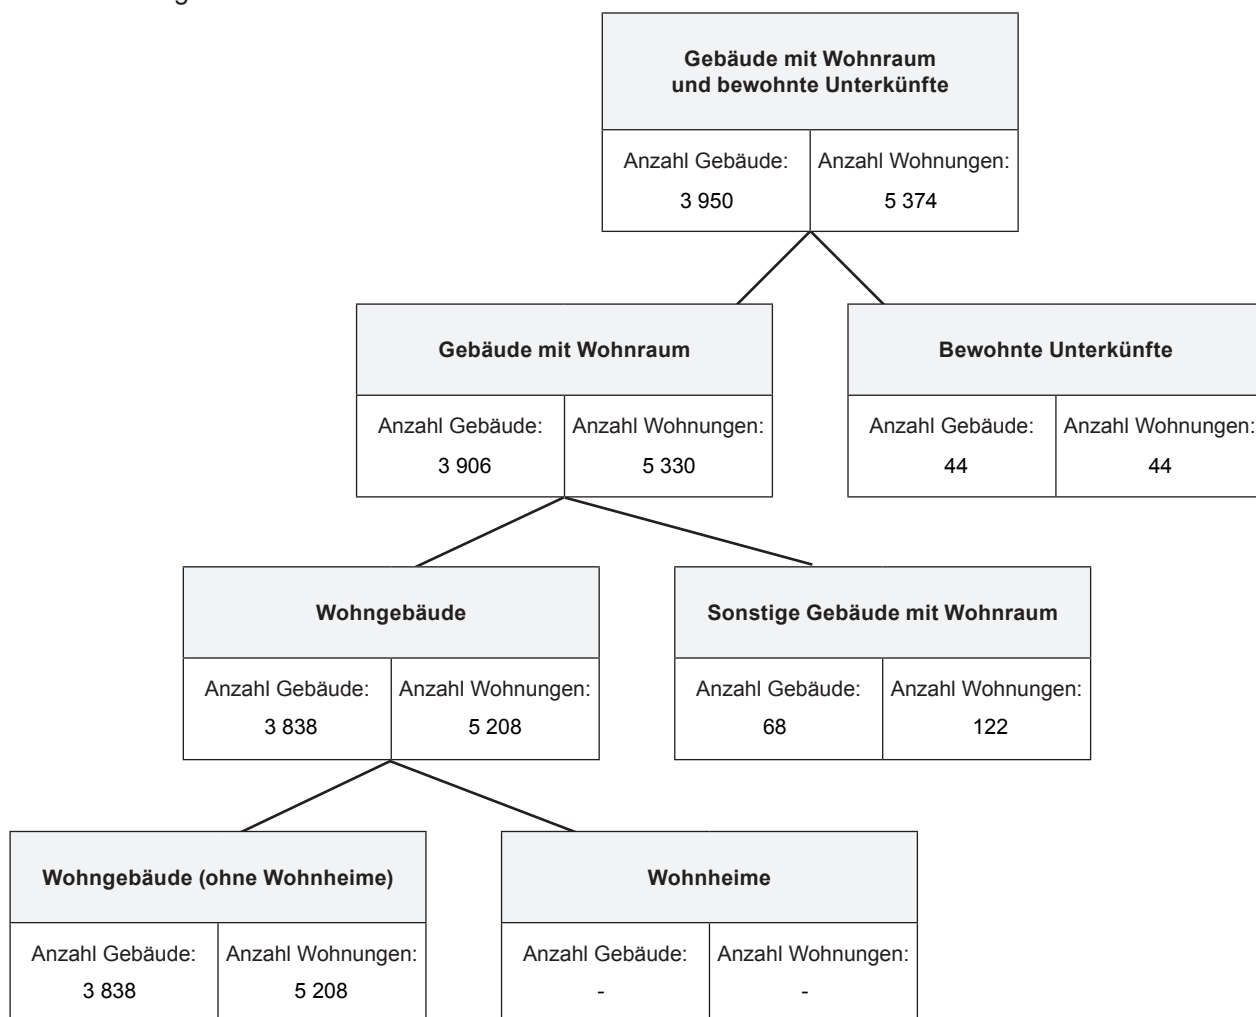 Gebäude mit Wohnraum
und bewohnte Unterkünfte
Anzahl Gebäude: Anzahl Wohnungen:
3 950 5 374
Gebäude mit Wohnraum
Anzahl Gebäude: Anzahl Wohnungen:
3 906 5 330
Bewohnte Unterkünfte
Anzahl Gebäude: Anzahl Wohnungen:
44 44
Wohngebäude
Anzahl Gebäude: Anzahl Wohnungen:
3 838 5 208
Sonstige Gebäude mit Wohnraum
Anzahl Gebäude: Anzahl Wohnungen:
68 122
Wohngebäude (ohne Wohnheime)
Anzahl Gebäude: Anzahl Wohnungen:
3 838 5 208
Wohnheime
Anzahl Gebäude: Anzahl Wohnungen:
- -